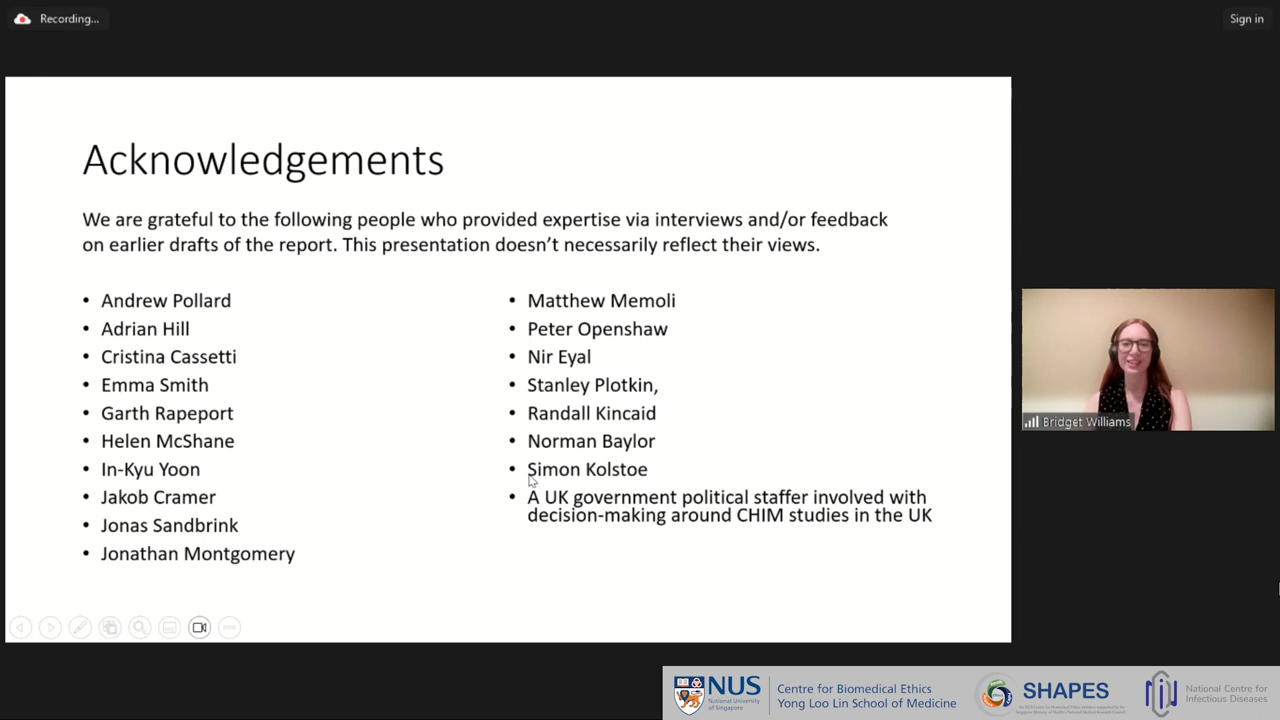 Recording...
Sign in
Acknowledgements
We are grateful to the following people who provided expertise via interviews and/or feedback
on earlier drafts of the report. This presentation doesn't necessarily reflect their views.
• Andrew Pollard
• Adrian Hill
• Cristina Cassetti
• Emma Smith
• Garth Rapeport
• Helen McShane
• In-Kyu Yoon
• Jakob Cramer
• Jonas Sandbrink
• Jonathan Montgomery
• Matthew Memoli
• Peter Openshaw
• Nir Eyal
• Stanley Plotkin,
• Randall Kincaid
• Norman Baylor
• Simon Kolstoe
• A UK government political staffer involved with
decision-making around CHIM studies in the UK
Bridget Williams
NUS
National University
of Singapore
Centre for Biomedical Ethics
Yong Loo Lin School of Medicine
SHAPES
National Centre for
Infectious Diseases